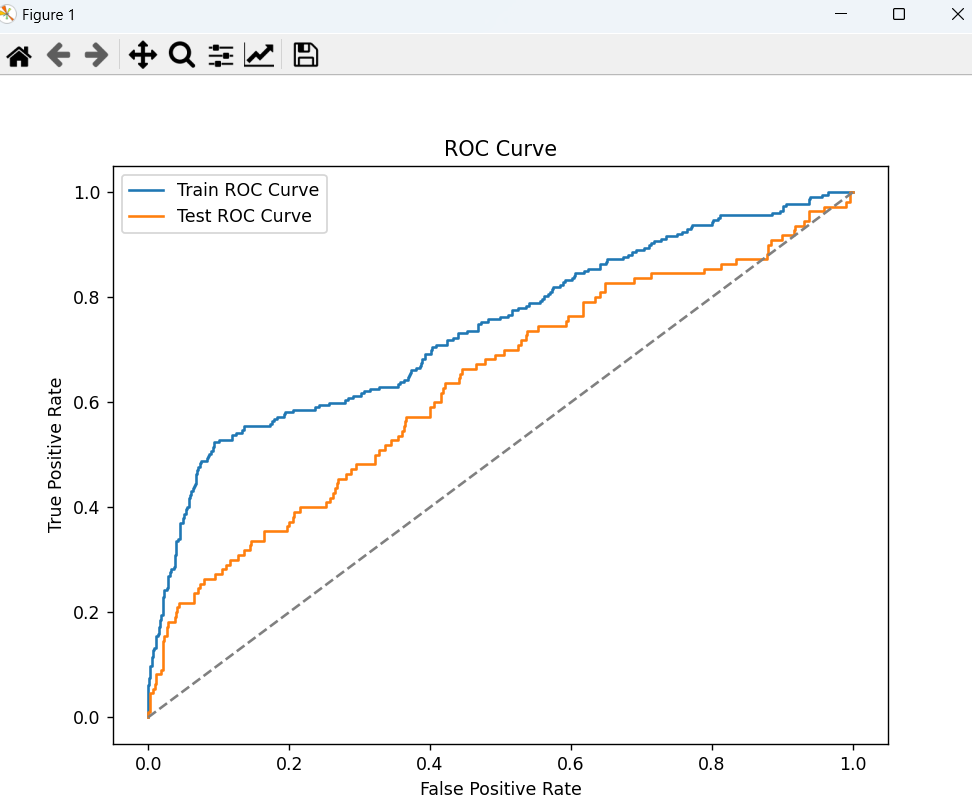 Figure 1
ROC Curve
Train ROC Curve
Test ROC Curve
True Positive Rate
1.0
0.8
0.6
0.4
0.2
0.0
0.0 0.2 0.4 0.6 0.8 1.0
False Positive Rate